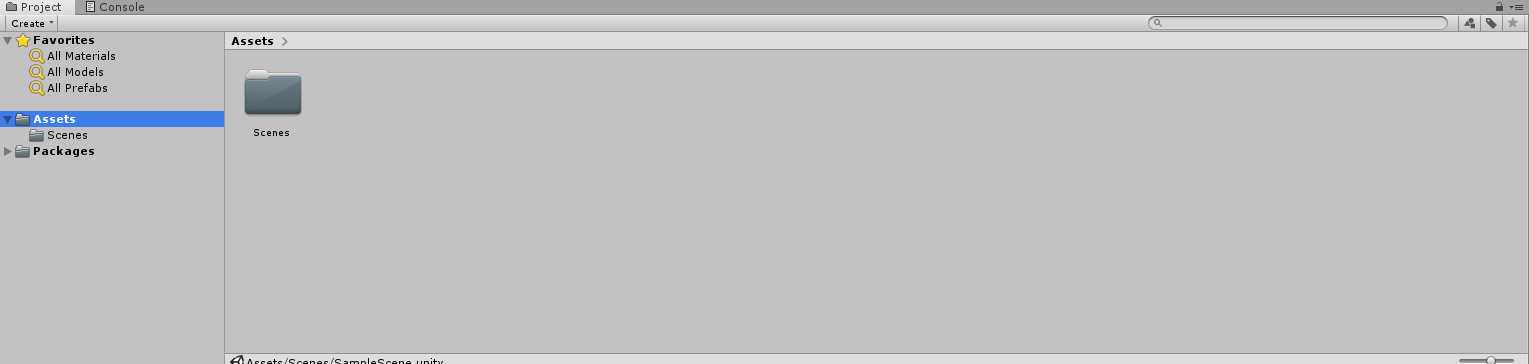 Project Console
Create
Favorites
All Materials
All Models
All Prefabs
Assets
Scenes
Packages
Assets
Scenes
Assets/Scenes/SampleScene.unity